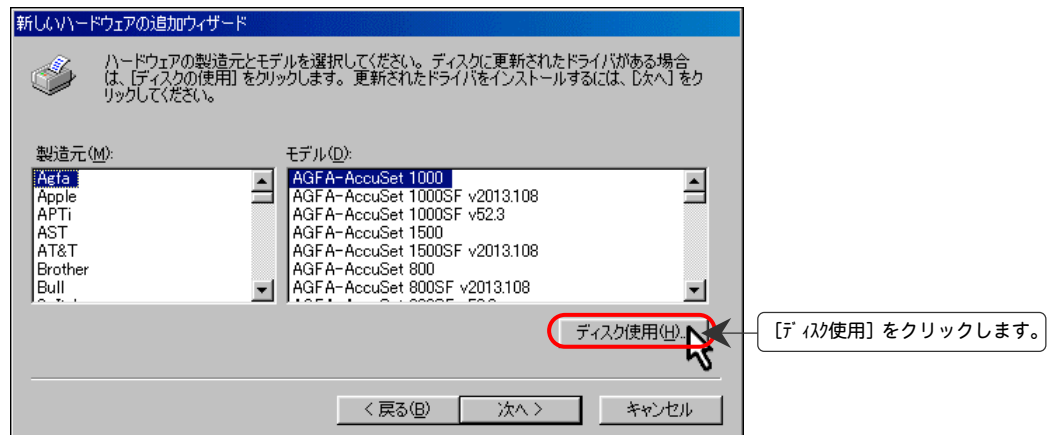 新しいハードウェアの追加ウィザード
ハードウェアの製造元とモデルを選択してください。ディスクに更新されたドライバがある場合
は、[ディスクの使用] をクリックします。更新されたドライバをインストールするには、[次へ] をク
リックしてください。
製造元(M):
モデル(D):
Agfa
Apple
APTi
AST
AT&T
Brother
Bull
AGFA-AccuSet 1000
AGFA-AccuSet 1000SF v2013.108
AGFA-AccuSet 1000SF v52.3
AGFA-AccuSet 1500
AGFA-AccuSet 1500SF v2013.108
AGFA-AccuSet 800
AGFA-AccuSet 800SF v2013.108
ディスク使用(H)...
[ディスク使用] をクリックします。
< 戻る(B)
次へ >
キャンセル